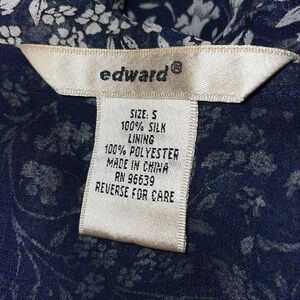 edward®
SIZE: S
100% SILK
LINING
100% POLYESTER
MADE IN CHINA
RN 96639
REVERSE FOR CARE